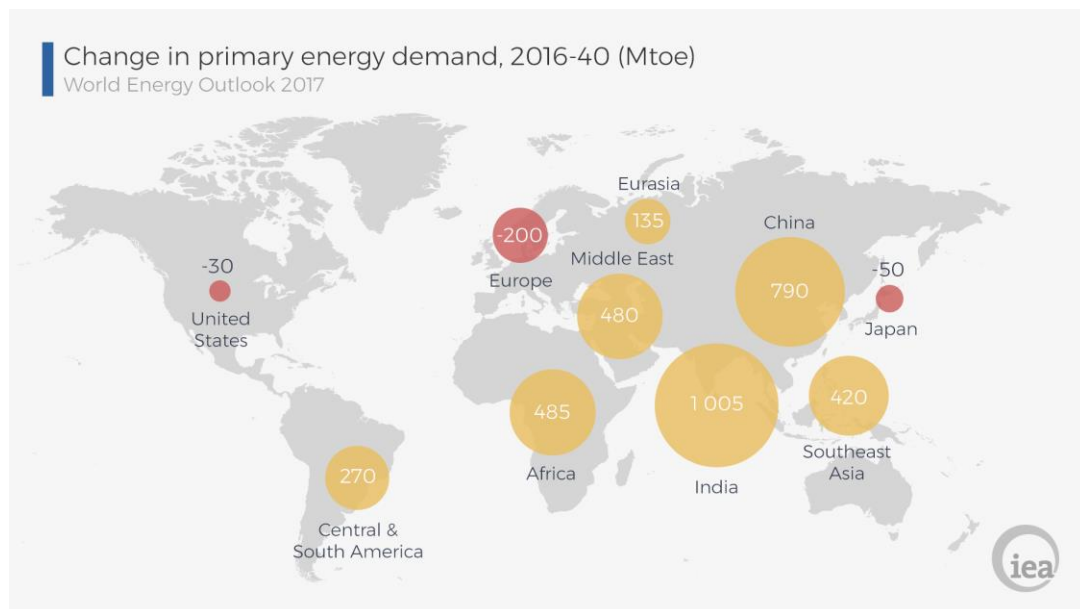 Change in primary energy demand, 2016-40 (Mtoe)
World Energy Outlook 2017
Eurasia
135
China
790
-200
Europe
Middle East
480
-30
United
States
-50
Japan
485
Africa
1 005
India
420
Southeast
Asia
270
Central &
South America
iea